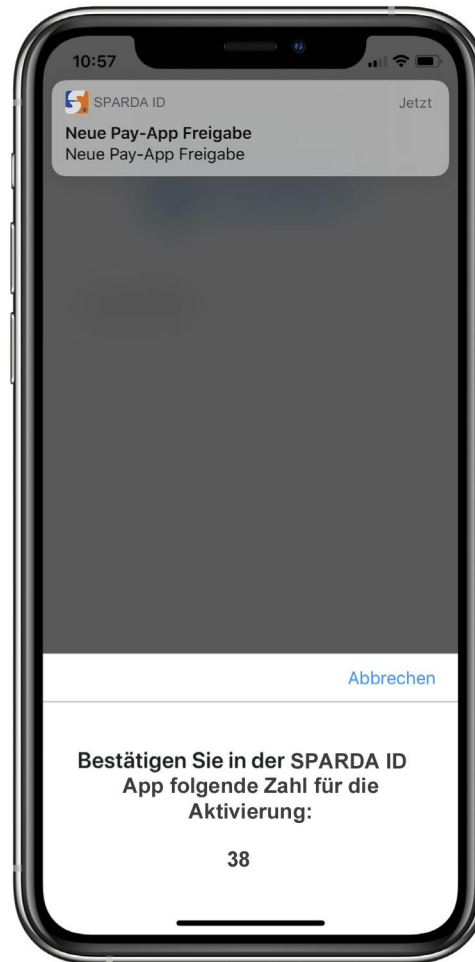 10:57
SPARDA ID
Jetzt
Neue Pay-App Freigabe
Neue Pay-App Freigabe
Abbrechen
Bestätigen Sie in der SPARDA ID
App folgende Zahl für die
Aktivierung:
38